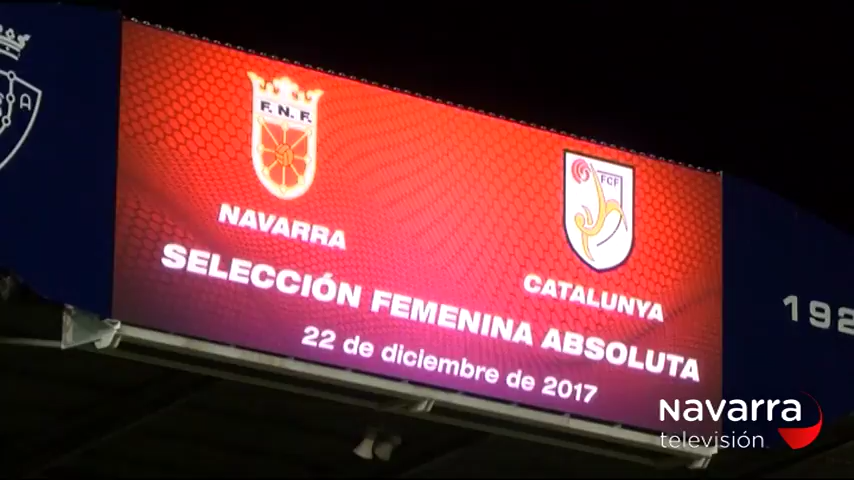 F. N. F.
FCF
NAVARRA
CATALUNYA
SELECCIÓN FEMENINA ABSOLUTA
22 de diciembre de 2017
192
NavarRa
televisión